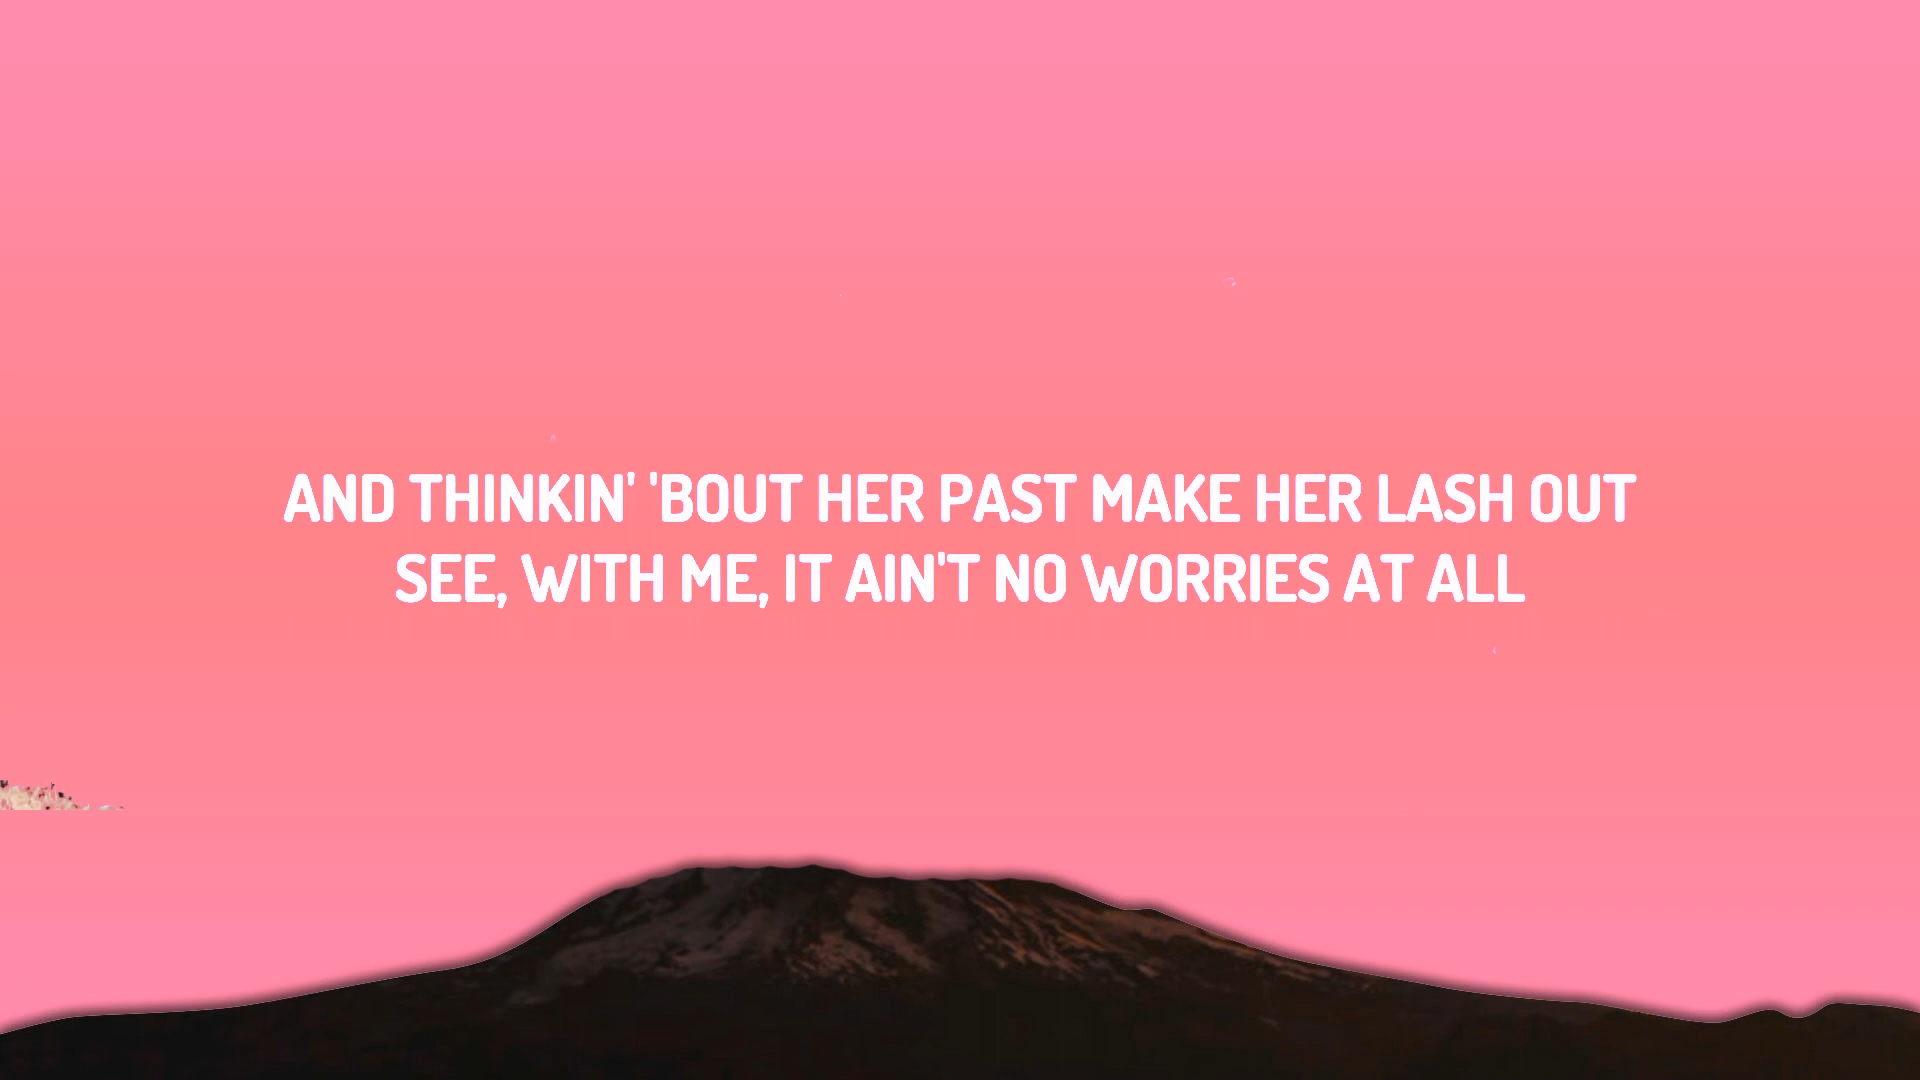 AND THINKIN' 'BOUT HER PAST MAKE HER LASH OUT
SEE, WITH ME, IT AIN'T NO WORRIES AT ALL